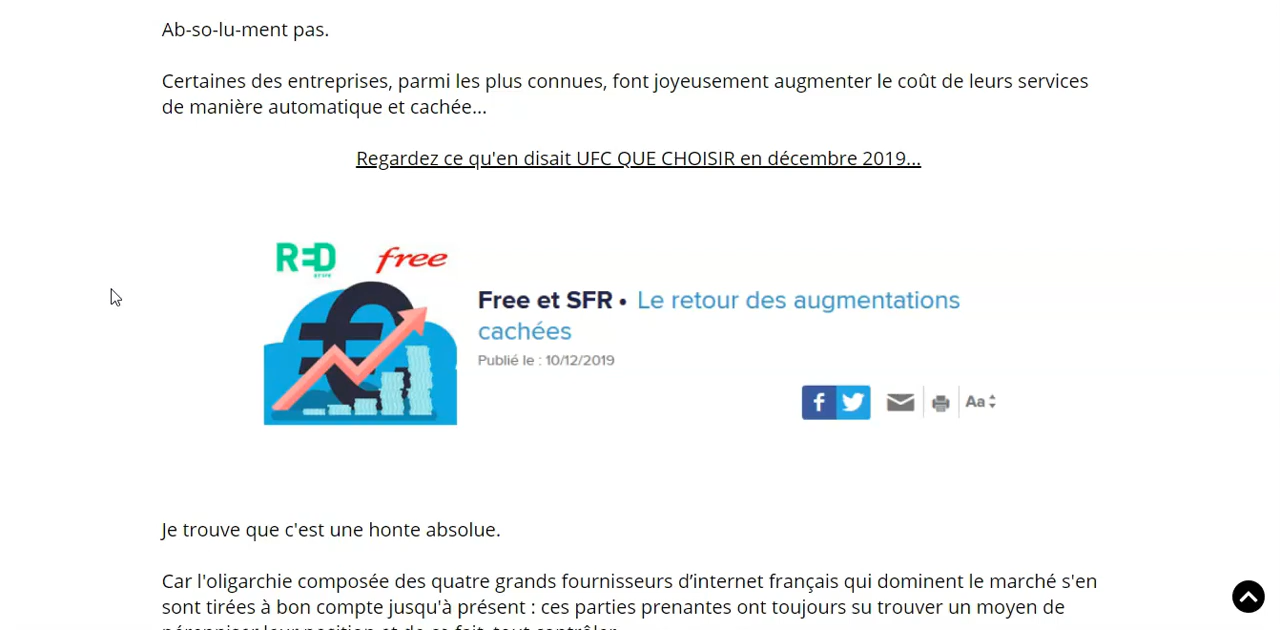 Ab-so-lu-ment pas.
Certaines des entreprises, parmi les plus connues, font joyeusement augmenter le coût de leurs services
de manière automatique et cachée...
Regardez ce qu'en disait UFC QUE CHOISIR en décembre 2019...
RED free
Free et SFR • Le retour des augmentations
cachées
Publié le : 10/12/2019
f Aa
Je trouve que c'est une honte absolue.
Car l'oligarchie composée des quatre grands fournisseurs d’internet français qui dominent le marché s'en
sont tirées à bon compte jusqu'à présent : ces parties prenantes ont toujours su trouver un moyen de